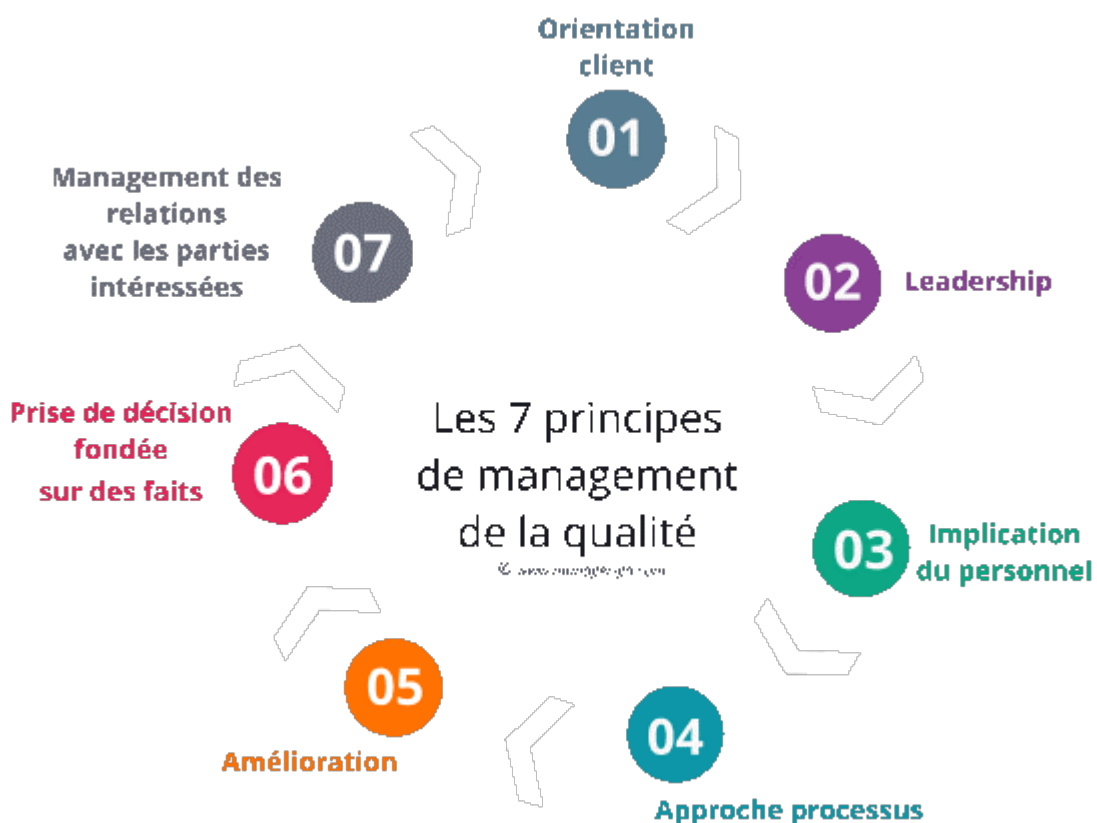 Orientation
client
01
02
Leadership
03
Implication
du personnel
04
Approche processus
05
Amélioration
Prise de décision
fondée
sur des faits
06
Management des
relations
avec les parties
intéressées
07
Les 7 principes
de management
de la qualité